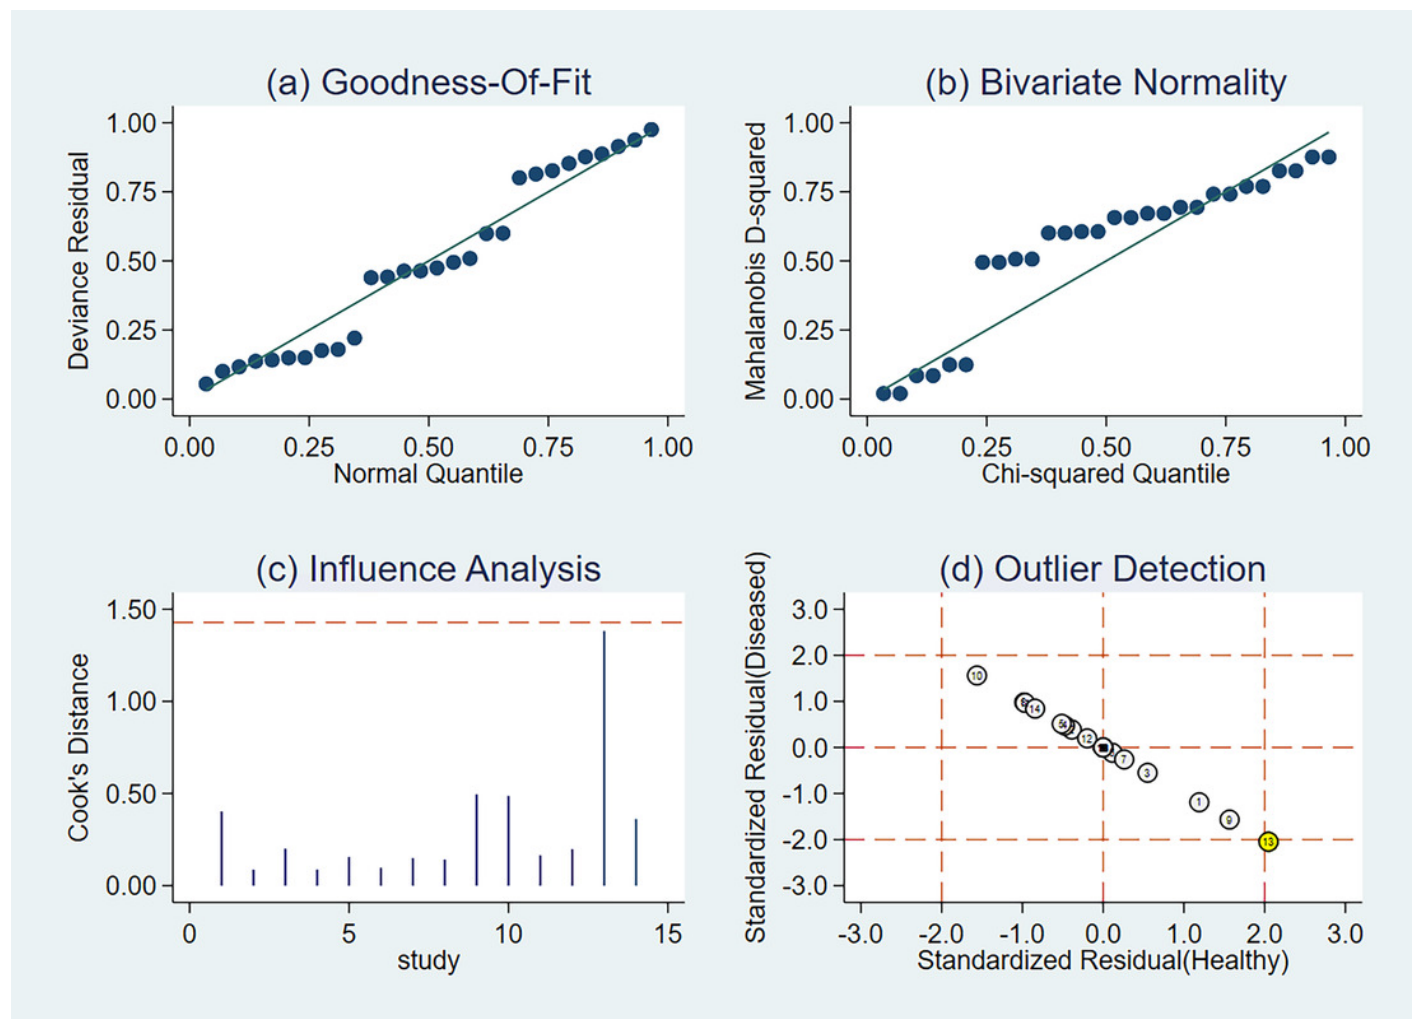 (a) Goodness-Of-Fit
Deviance Residual
1.00
0.75
0.50
0.25
0.00
0.00 0.25 0.50 0.75 1.00
Normal Quantile
(b) Bivariate Normality
Mahalanobis D-squared
1.00
0.75
0.50
0.25
0.00
0.00 0.25 0.50 0.75 1.00
Chi-squared Quantile
(c) Influence Analysis
Cook's Distance
1.50
1.00
0.50
0.00
0 5 10 15
study
(d) Outlier Detection
Standardized Residual(Diseased)
3.0
2.0
1.0
0.0
-1.0
-2.0
-3.0
10
14
12
7
3
1
9
13
-3.0 -2.0 -1.0 0.0 1.0 2.0 3.0
Standardized Residual(Healthy)